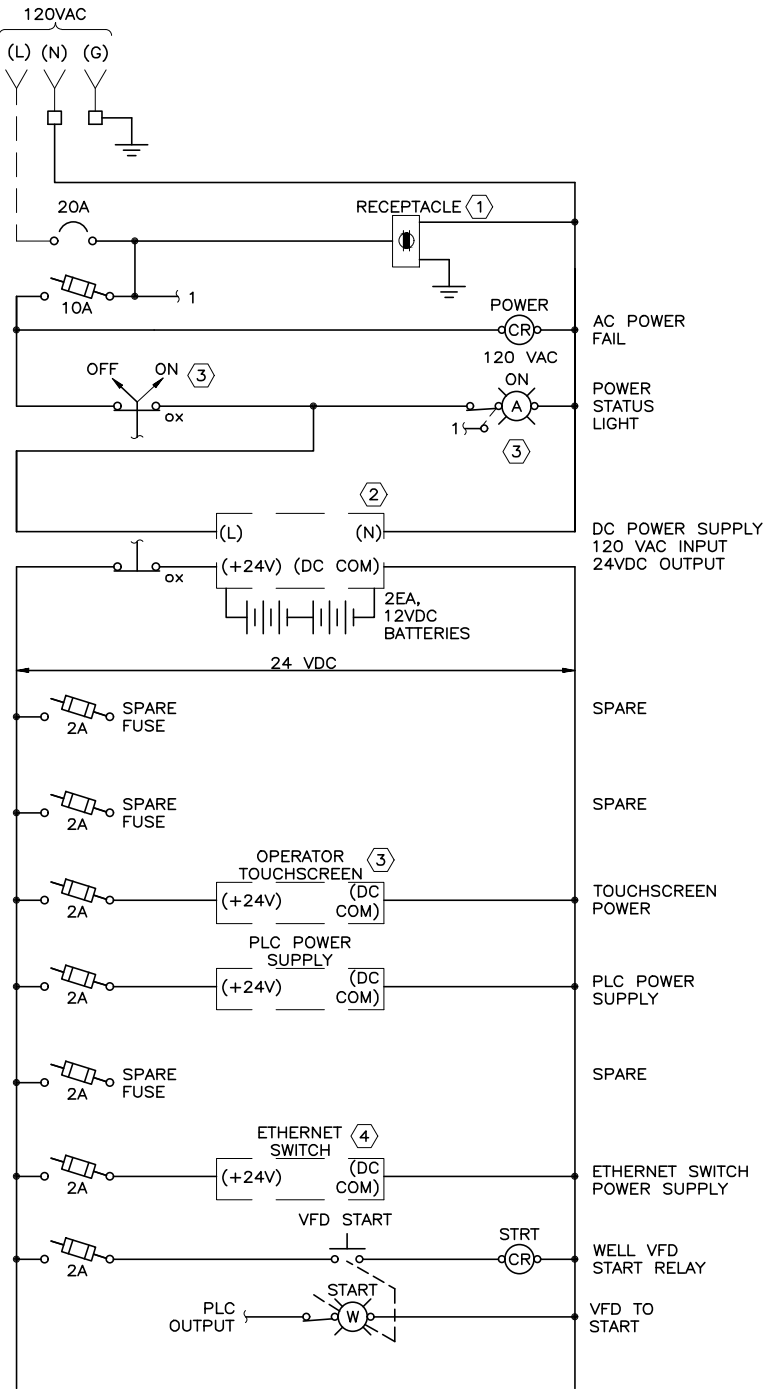 120VAC
(L) (N) (G)
20A
RECEPTACLE 1
10A
1
POWER
CR
120 VAC
AC POWER
FAIL
OFF ON 3
OX
ON
A
1
3
POWER
STATUS
LIGHT
2
(L) (N)
(+24V) (DC COM)
OX
DC POWER SUPPLY
120 VAC INPUT
24VDC OUTPUT
2EA,
12VDC
BATTERIES
24 VDC
2A
SPARE
FUSE
SPARE
2A
SPARE
FUSE
SPARE
OPERATOR
TOUCHSCREEN 3
2A
(+24V) (DC
COM)
TOUCHSCREEN
POWER
PLC POWER
SUPPLY
2A
(+24V) (DC
COM)
PLC POWER
SUPPLY
2A
SPARE
FUSE
SPARE
ETHERNET
SWITCH 4
2A
(+24V) (DC
COM)
ETHERNET SWITCH
POWER SUPPLY
VFD START
2A
STRT
CR
WELL VFD
START RELAY
START
PLC
OUTPUT
W
VFD TO
START